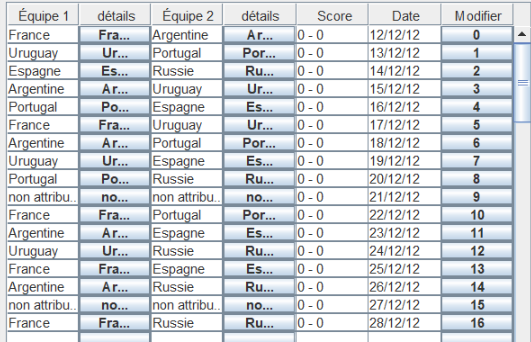 Équipe 1 détails Équipe 2 détails Score Date Modifier
France Fra... Argentine Ar... 0 - 0 12/12/12 0
Uruguay Ur... Portugal Por... 0 - 0 13/12/12 1
Espagne Es... Russie Ru... 0 - 0 14/12/12 2
Argentine Ar... Uruguay Ur... 0 - 0 15/12/12 3
Portugal Po... Espagne Es... 0 - 0 16/12/12 4
France Fra... Uruguay Ur... 0 - 0 17/12/12 5
Argentine Ar... Portugal Por... 0 - 0 18/12/12 6
Uruguay Ur... Espagne Es... 0 - 0 19/12/12 7
Portugal Po... Russie Ru... 0 - 0 20/12/12 8
non attribu... no... non attribu... no... 0 - 0 21/12/12 9
France Fra... Portugal Por... 0 - 0 22/12/12 10
Argentine Ar... Espagne Es... 0 - 0 23/12/12 11
Uruguay Ur... Russie Ru... 0 - 0 24/12/12 12
France Fra... Espagne Es... 0 - 0 25/12/12 13
Argentine Ar... Russie Ru... 0 - 0 26/12/12 14
non attribu... no... non attribu... no... 0 - 0 27/12/12 15
France Fra... Russie Ru... 0 - 0 28/12/12 16